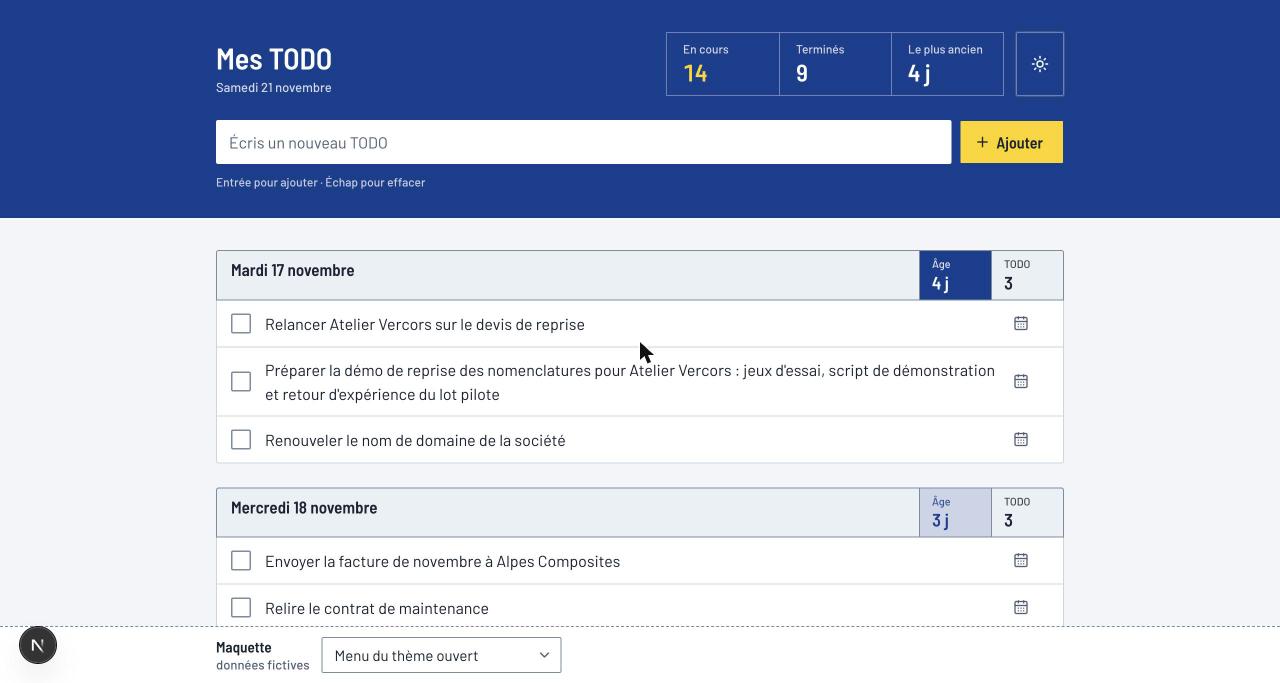 Mes TODO
Samedi 21 novembre
En cours
14
Terminés
9
Le plus ancien
4 j
Écris un nouveau TODO
+ Ajouter
Entrée pour ajouter · Échap pour effacer
Mardi 17 novembre
Âge
4 j
TODO
3
Relancer Atelier Vercors sur le devis de reprise
Préparer la démo de reprise des nomenclatures pour Atelier Vercors : jeux d'essai, script de démonstration
et retour d'expérience du lot pilote
Renouveler le nom de domaine de la société
Mercredi 18 novembre
Âge
3 j
TODO
3
Envoyer la facture de novembre à Alpes Composites
Relire le contrat de maintenance
N
Maquette
données fictives
Menu du thème ouvert